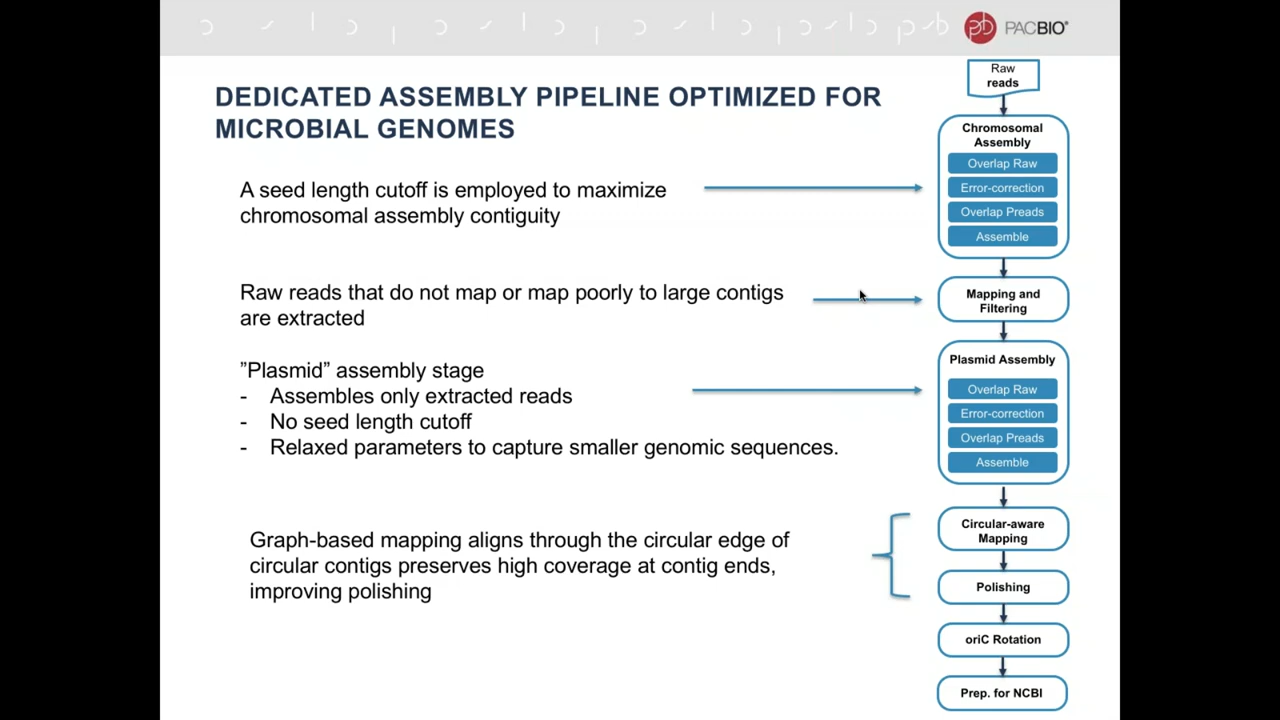 PACBIO®
DEDICATED ASSEMBLY PIPELINE OPTIMIZED FOR
MICROBIAL GENOMES
A seed length cutoff is employed to maximize
chromosomal assembly contiguity
Raw reads that do not map or map poorly to large contigs
are extracted
”Plasmid” assembly stage
- Assembles only extracted reads
- No seed length cutoff
- Relaxed parameters to capture smaller genomic sequences.
Graph-based mapping aligns through the circular edge of
circular contigs preserves high coverage at contig ends,
improving polishing
Raw
reads
Chromosomal
Assembly
Overlap Raw
Error-correction
Overlap Preads
Assemble
Mapping and
Filtering
Plasmid Assembly
Overlap Raw
Error-correction
Overlap Preads
Assemble
Circular-aware
Mapping
Polishing
oriC Rotation
Prep. for NCBI